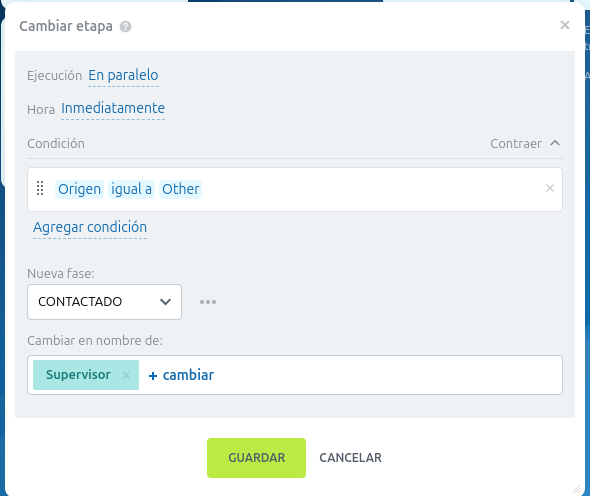 Cambiar etapa ?
Ejecución En paralelo
Hora Inmediatamente
Condición Contraer
Origen igual a Other
Agregar condición
Nueva fase:
CONTACTADO
Cambiar en nombre de:
Supervisor × + cambiar
GUARDAR CANCELAR